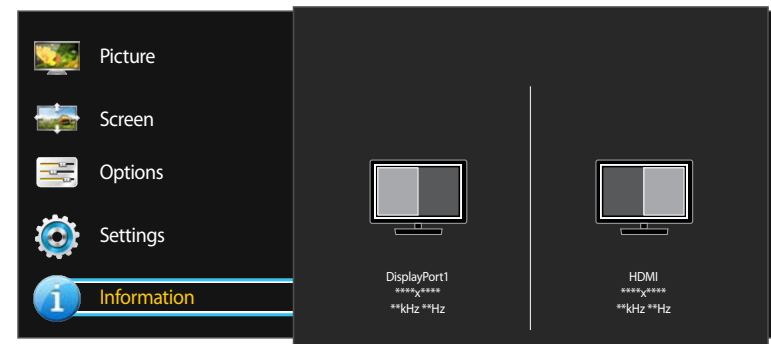 Picture
Screen
Options
Settings
Information
DisplayPort1
****x****
**kHz **Hz
HDMI
****x****
**kHz **Hz